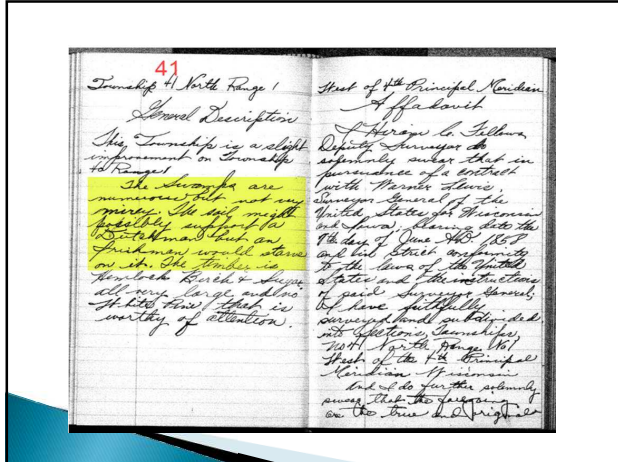 41
Township 41 North Range 1
General Description
This Township is a slight
improvement on Township
40 Range 1
The Swamps are
numerous but not very
mirey. The soil might
possibly support a
Dutchman but an
Irishman would starve
on it. The timber is
Hemlock Birch & Sugar
all very large and no
White Pine that is
worthy of attention.
West of 4th Principal Meridian
Affadavit
I Hiram C. Fellows
Deputy Surveyor do
solemnly swear that in
pursuance of a contract
with Warner Lewis,
Surveyor General of the
United States for Wisconsin
and Iowa, bearing date the
9th day of June AD. 1858
and in strict conformity
to the laws of the United
States and the instructions
of said Surveyor General,
I have faithfully
surveyed and subdivided
into Sections, Townships
No 41 North Range No 1
West of the 4th Principal
Meridian Wisconsin
And I do further solemnly
swear that the foregoing
are the true and original